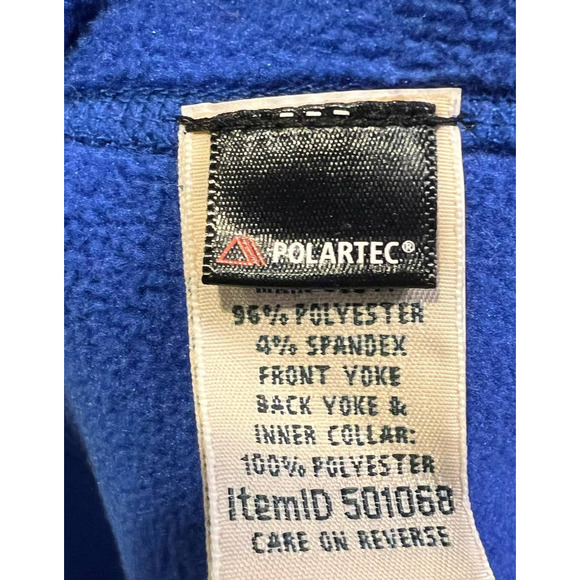 POLARTEC®
96% POLYESTER
4% SPANDEX
FRONT YOKE
BACK YOKE &
INNER COLLAR:
100% POLYESTER
itemID 501068
CARE ON REVERSE